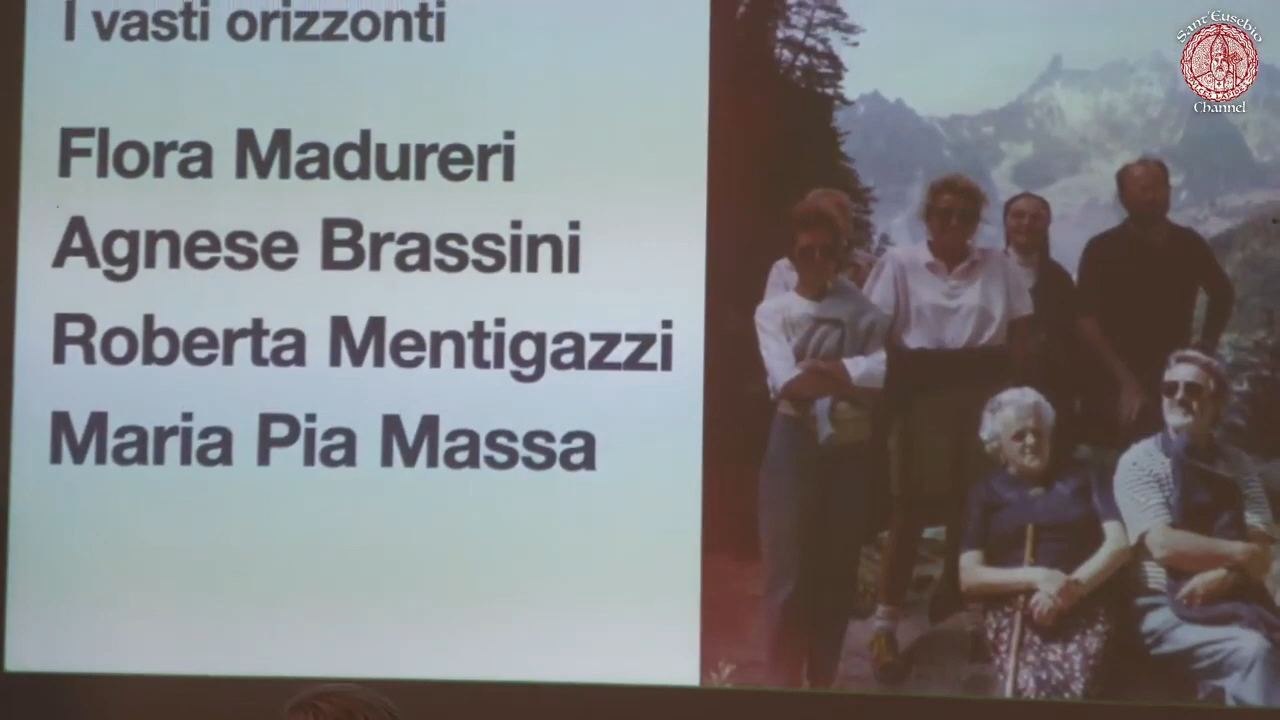 I vasti orizzonti
Flora Madureri
Agnese Brassini
Roberta Mentigazzi
Maria Pia Massa
Sant'Eusebio
Channel